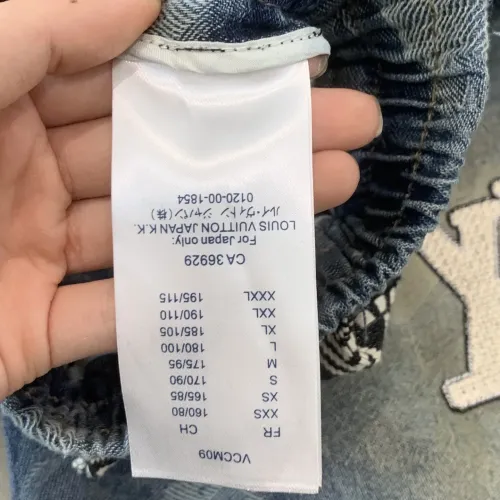 VCCM09
FR CH
XXS 160/80
XS 165/85
S 170/90
M 175/95
L 180/100
XL 185/105
XXL 190/110
XXXL 195/115
CA 36929
For Japan only:
LOUIS VUITTON JAPAN K.K.
ルイ・ヴィトン ジャパン(株)
0120-00-1854